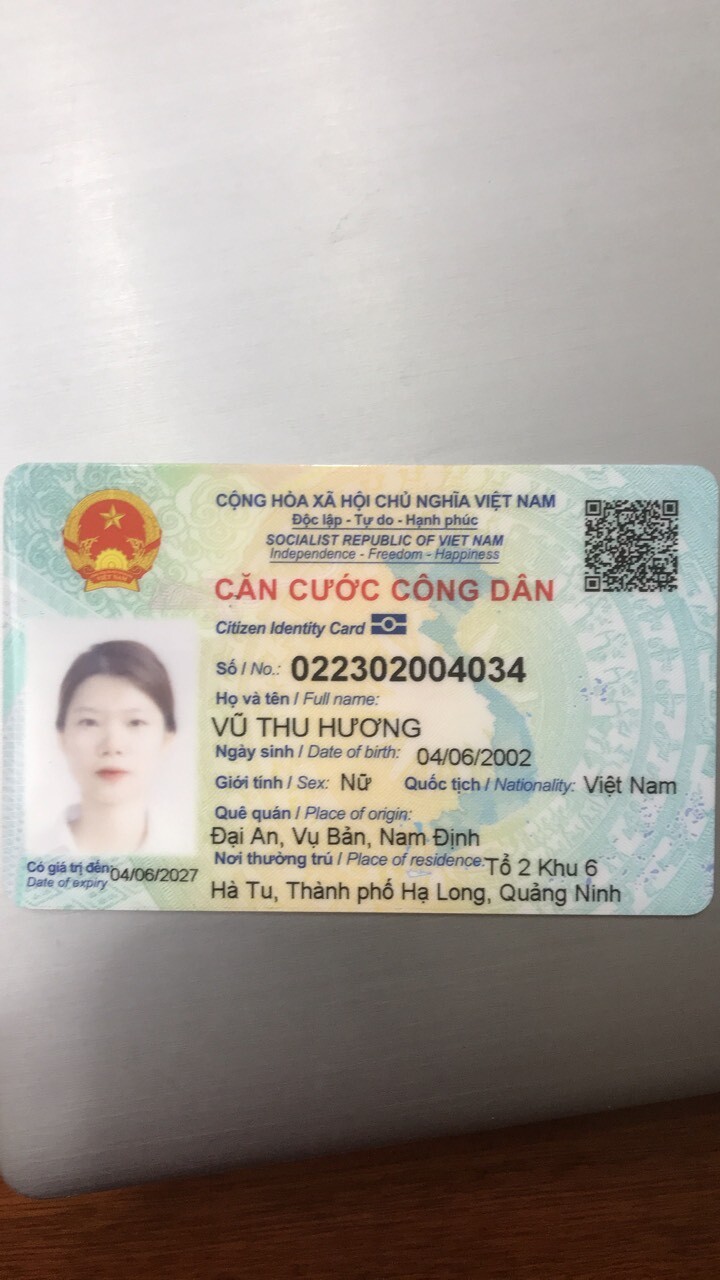 CỘNG HÒA XÃ HỘI CHỦ NGHĨA VIỆT NAM
Độc lập - Tự do - Hạnh phúc
SOCIALIST REPUBLIC OF VIET NAM
Independence - Freedom - Happiness
CĂN CƯỚC CÔNG DÂN
Citizen Identity Card
Số / No.: 022302004034
Họ và tên / Full name:
VŨ THU HƯƠNG
Ngày sinh / Date of birth: 04/06/2002
Giới tính / Sex: Nữ Quốc tịch / Nationality: Việt Nam
Quê quán / Place of origin:
Đại An, Vụ Bản, Nam Định
Nơi thường trú / Place of residence: Tổ 2 Khu 6
Hà Tu, Thành phố Hạ Long, Quảng Ninh
Có giá trị đến: 04/06/2027
Date of expiry
VIỆT NAM